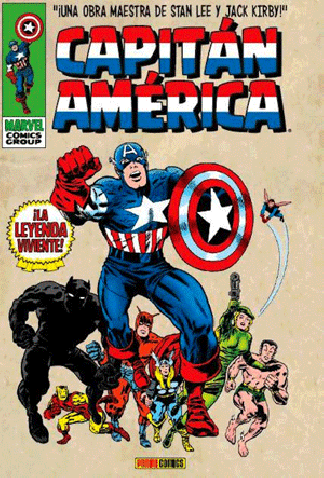 "¡UNA OBRA MAESTRA DE STAN LEE Y JACK KIRBY!"
CAPITÁN
AMÉRICA
MARVEL
COMICS
GROUP
¡LA
LEYENDA
VIVIENTE!
PANINI COMICS